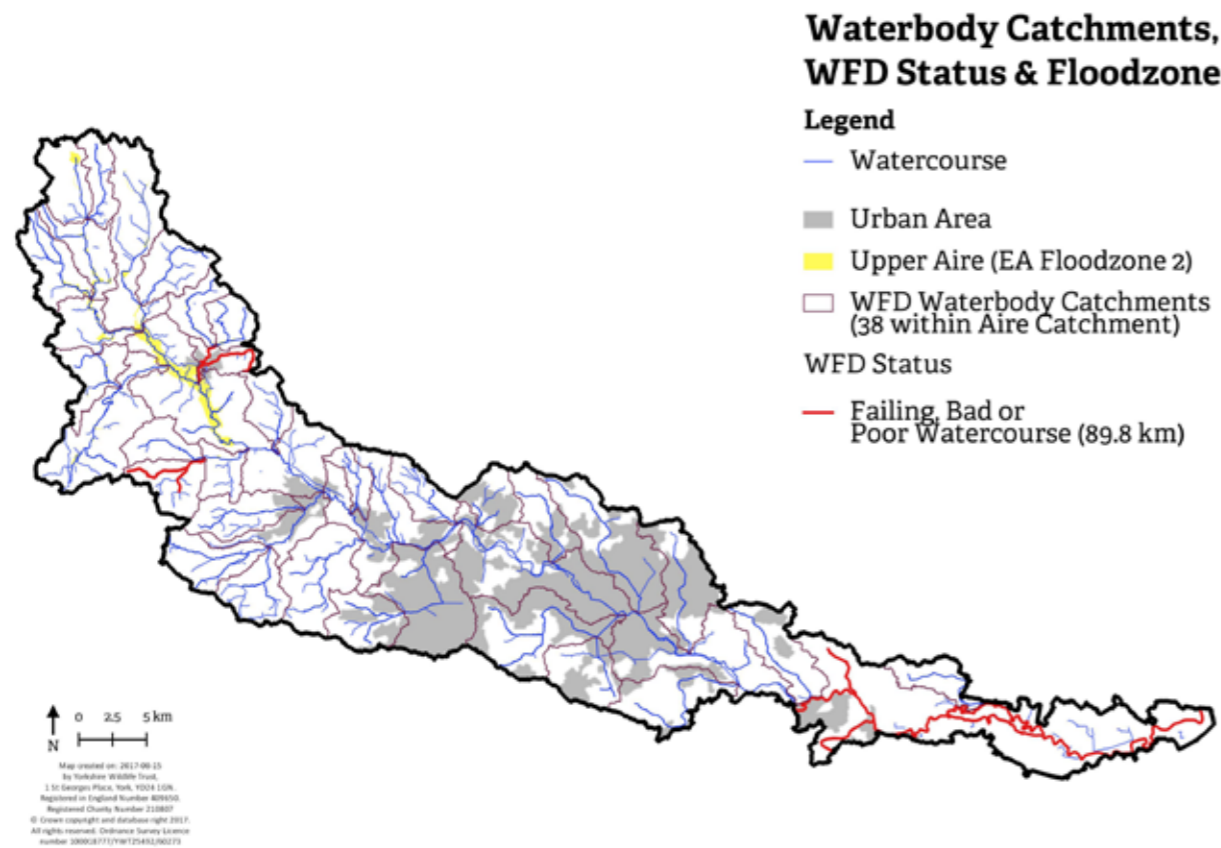 Waterbody Catchments,
WFD Status & Floodzone
Legend
Watercourse
Urban Area
Upper Aire (EA Floodzone 2)
WFD Waterbody Catchments
(38 within Aire Catchment)
WFD Status
Failing, Bad or
Poor Watercourse (89.8 km)
0 2.5 5 km
N
Map created on: 2017-08-15
by Yorkshire Wildlife Trust,
1 St Georges Place, York, YO24 1GN.
Registered in England Number 409650.
Registered Charity Number 210807
© Crown copyright and database right 2017.
All rights reserved. Ordnance Survey Licence
number